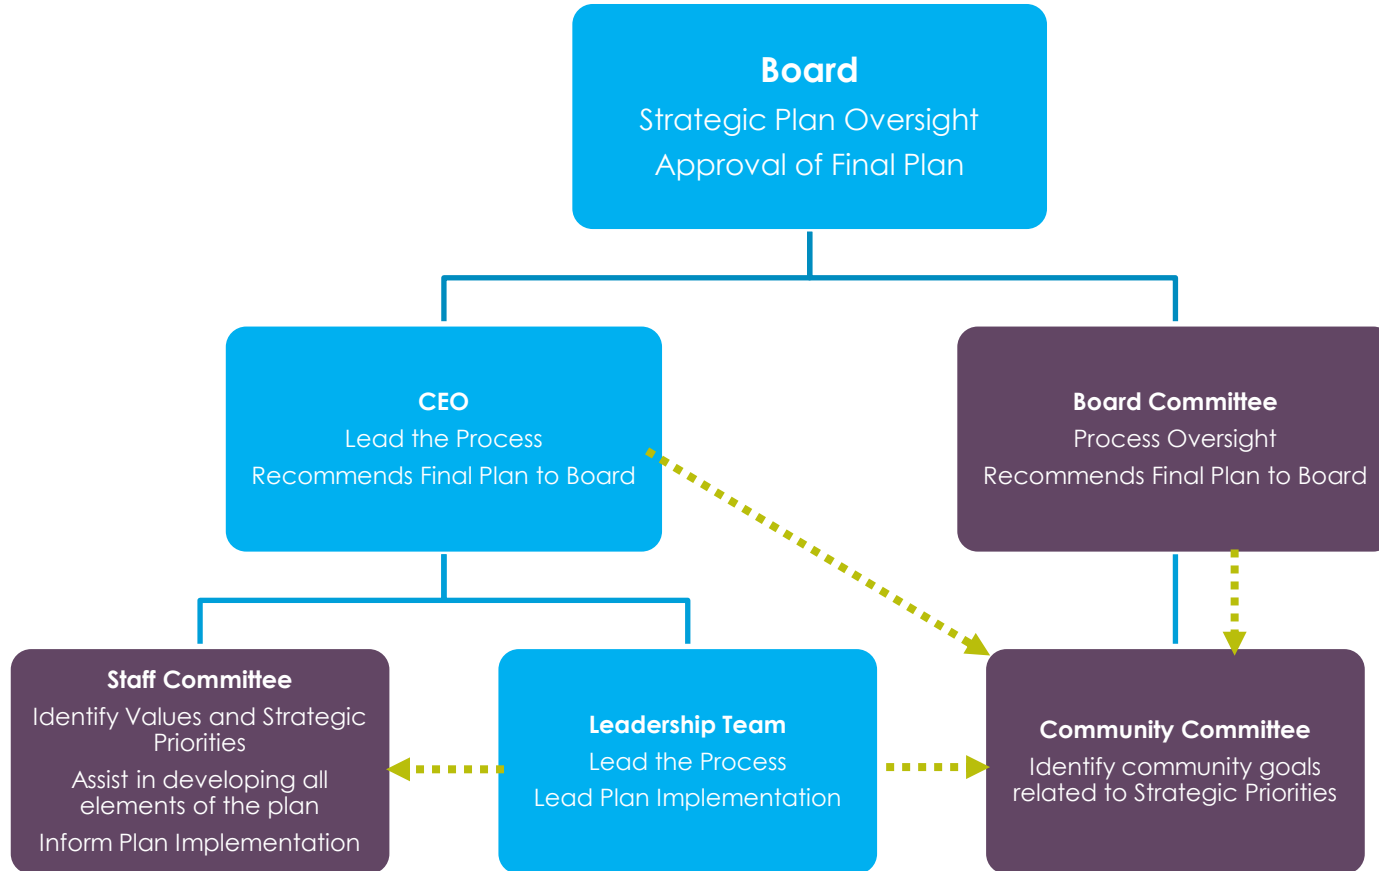 Board
Strategic Plan Oversight
Approval of Final Plan
CEO
Lead the Process
Recommends Final Plan to Board
Board Committee
Process Oversight
Recommends Final Plan to Board
Staff Committee
Identify Values and Strategic
Priorities
Assist in developing all
elements of the plan
Inform Plan Implementation
Leadership Team
Lead the Process
Lead Plan Implementation
Community Committee
Identify community goals
related to Strategic Priorities